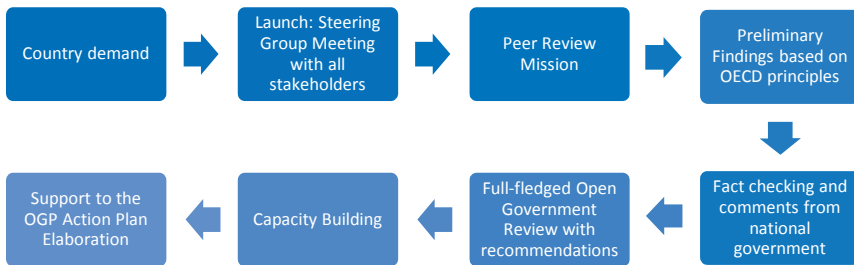 Country demand
Launch: Steering
Group Meeting
with all
stakeholders
Peer Review
Mission
Preliminary
Findings based on
OECD principles
Fact checking and
comments from
national
government
Full-fledged Open
Government
Review with
recommendations
Capacity Building
Support to the
OGP Action Plan
Elaboration